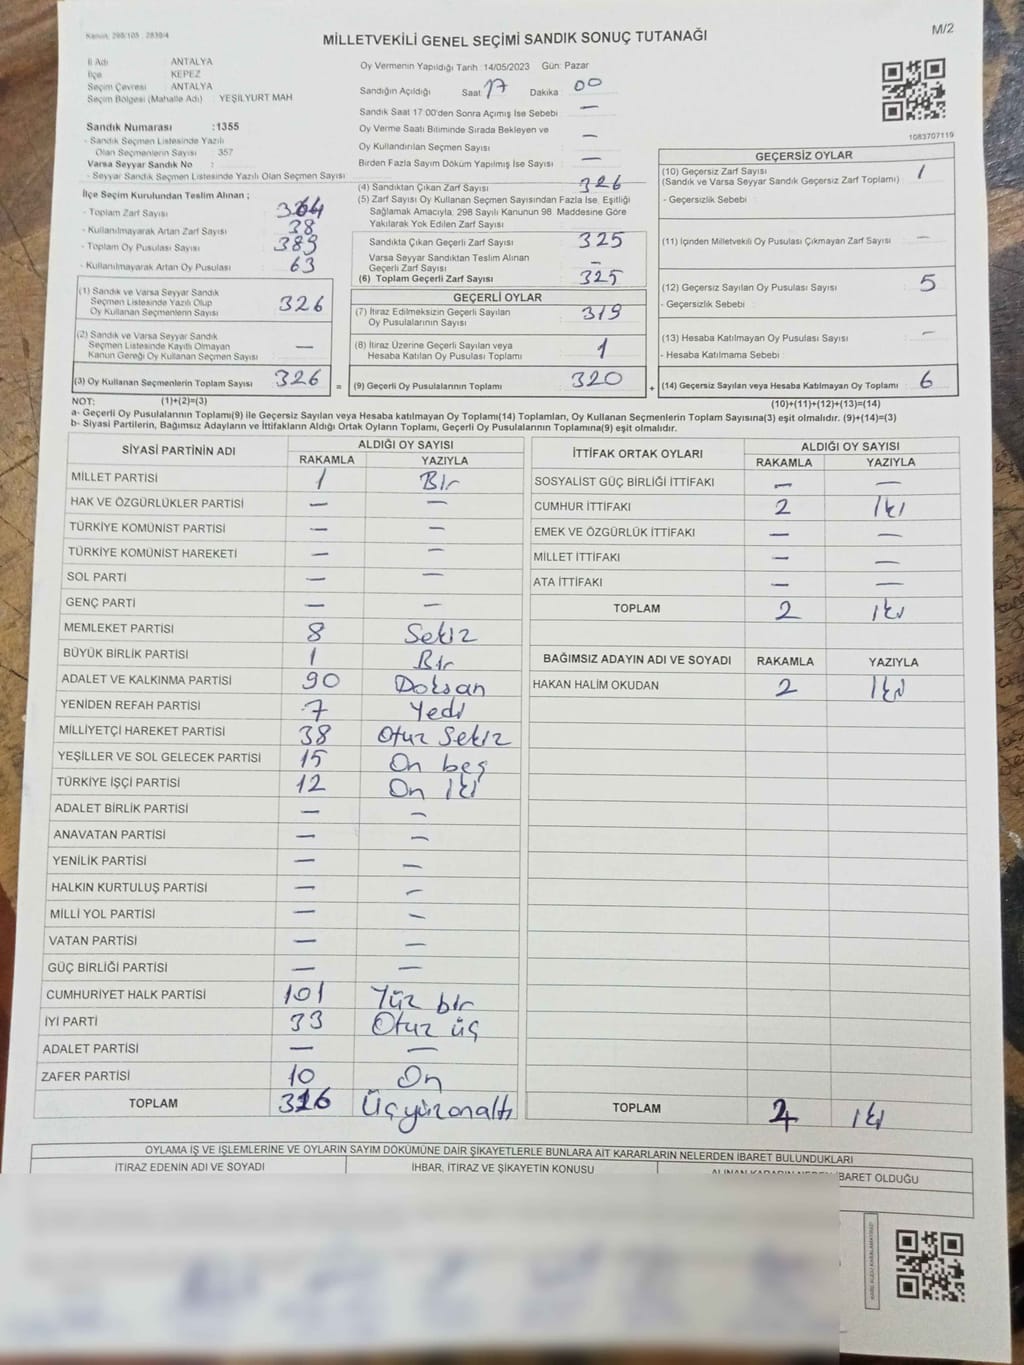 Kanun: 298/105 ; 2839/4
MİLLETVEKİLİ GENEL SEÇİMİ SANDIK SONUÇ TUTANAĞI
M/2
İl Adı : ANTALYA
İlçe : KEPEZ
Seçim Çevresi : ANTALYA
Seçim Bölgesi (Mahalle Adı) : YEŞİLYURT MAH
Sandık Numarası :1355
- Sandık Seçmen Listesinde Yazılı
Olan Seçmenlerin Sayısı : 357
Varsa Seyyar Sandık No :
- Seyyar Sandık Seçmen Listesinde Yazılı Olan Seçmen Sayısı :
İlçe Seçim Kurulundan Teslim Alınan ;
- Toplam Zarf Sayısı : 364
- Kullanılmayarak Artan Zarf Sayısı : 38
- Toplam Oy Pusulası Sayısı : 389
- Kullanılmayarak Artan Oy Pusulası : 63
(1) Sandık ve Varsa Seyyar Sandık
Seçmen Listesinde Yazılı Olup
Oy Kullanan Seçmenlerin Sayısı 326
(2) Sandık ve Varsa Seyyar Sandık
Seçmen Listesinde Kayıtlı Olmayan
Kanun Gereği Oy Kullanan Seçmen Sayısı —
(3) Oy Kullanan Seçmenlerin Toplam Sayısı 326 =
Oy Vermenin Yapıldığı Tarih :14/05/2023 Gün: Pazar
Sandığın Açıldığı Saat : 17 Dakika : 00
Sandık Saat 17:00'den Sonra Açımış İse Sebebi : —
Oy Verme Saati Bitiminde Sırada Bekleyen ve
Oy Kullandırılan Seçmen Sayısı : —
Birden Fazla Sayım Döküm Yapılmış İse Sayısı : —
(4) Sandıktan Çıkan Zarf Sayısı : 326
(5) Zarf Sayısı Oy Kullanan Seçmen Sayısından Fazla İse, Eşitliği
Sağlamak Amacıyla, 298 Sayılı Kanunun 98. Maddesine Göre
Yakılarak Yok Edilen Zarf Sayısı :
Sandıkta Çıkan Geçerli Zarf Sayısı : 325
Varsa Seyyar Sandıktan Teslim Alınan
Geçerli Zarf Sayısı : —
(6) Toplam Geçerli Zarf Sayısı : 325
GEÇERLİ OYLAR
(7) İtiraz Edilmeksizin Geçerli Sayılan
Oy Pusulalarının Sayısı : 319
(8) İtiraz Üzerine Geçerli Sayılan veya
Hesaba Katılan Oy Pusulası Toplamı : 1
(9) Geçerli Oy Pusulalarının Toplamı : 320 +
1083707119
GEÇERSİZ OYLAR
(10) Geçersiz Zarf Sayısı : 1
(Sandık ve Varsa Seyyar Sandık Geçersiz Zarf Toplamı)
- Geçersizlik Sebebi :
(11) İçinden Milletvekili Oy Pusulası Çıkmayan Zarf Sayısı : —
(12) Geçersiz Sayılan Oy Pusulası Sayısı : 5
- Geçersizlik Sebebi :
(13) Hesaba Katılmayan Oy Pusulası Sayısı : —
- Hesaba Katılmama Sebebi :
(14) Geçersiz Sayılan veya Hesaba Katılmayan Oy Toplamı : 6
NOT: (1)+(2)=(3) (10)+(11)+(12)+(13)=(14)
a- Geçerli Oy Pusulalarının Toplamı(9) ile Geçersiz Sayılan veya Hesaba katılmayan Oy Toplamı(14) Toplamları, Oy Kullanan Seçmenlerin Toplam Sayısına(3) eşit olmalıdır. (9)+(14)=(3)
b- Siyasi Partilerin, Bağımsız Adayların ve İttifakların Aldığı Ortak Oyların Toplamı, Geçerli Oy Pusulalarının Toplamına(9) eşit olmalıdır.
SİYASİ PARTİNİN ADI ALDIĞI OY SAYISI
RAKAMLA YAZIYLA
MİLLET PARTİSİ 1 Bir
HAK VE ÖZGÜRLÜKLER PARTİSİ — —
TÜRKİYE KOMÜNİST PARTİSİ — —
TÜRKİYE KOMÜNİST HAREKETİ — —
SOL PARTİ — —
GENÇ PARTİ — —
MEMLEKET PARTİSİ 8 Sekiz
BÜYÜK BİRLİK PARTİSİ 1 Bir
ADALET VE KALKINMA PARTİSİ 90 Doksan
YENİDEN REFAH PARTİSİ 7 Yedi
MİLLİYETÇİ HAREKET PARTİSİ 38 Otuz Sekiz
YEŞİLLER VE SOL GELECEK PARTİSİ 15 On beş
TÜRKİYE İŞÇİ PARTİSİ 12 On iki
ADALET BİRLİK PARTİSİ — —
ANAVATAN PARTİSİ — —
YENİLİK PARTİSİ — —
HALKIN KURTULUŞ PARTİSİ — —
MİLLİ YOL PARTİSİ — —
VATAN PARTİSİ — —
GÜÇ BİRLİĞİ PARTİSİ — —
CUMHURİYET HALK PARTİSİ 101 Yüz bir
İYİ PARTİ 33 Otuz üç
ADALET PARTİSİ — —
ZAFER PARTİSİ 10 On
TOPLAM 316 Üçyüzonaltı
İTTİFAK ORTAK OYLARI ALDIĞI OY SAYISI
RAKAMLA YAZIYLA
SOSYALİST GÜÇ BİRLİĞİ İTTİFAKI — —
CUMHUR İTTİFAKI 2 İki
EMEK VE ÖZGÜRLÜK İTTİFAKI — —
MİLLET İTTİFAKI — —
ATA İTTİFAKI — —
TOPLAM 2 İki
BAĞIMSIZ ADAYIN ADI VE SOYADI RAKAMLA YAZIYLA
HAKAN HALİM OKUDAN 2 İki
TOPLAM 2 İki
OYLAMA İŞ VE İŞLEMLERİNE VE OYLARIN SAYIM DÖKÜMÜNE DAİR ŞİKAYETLERLE BUNLARA AİT KARARLARIN NELERDEN İBARET BULUNDUKLARI
İTİRAZ EDENİN ADI VE SOYADI İHBAR, İTİRAZ VE ŞİKAYETİN KONUSU ALINAN KARARIN NEDEN İBARET OLDUĞU